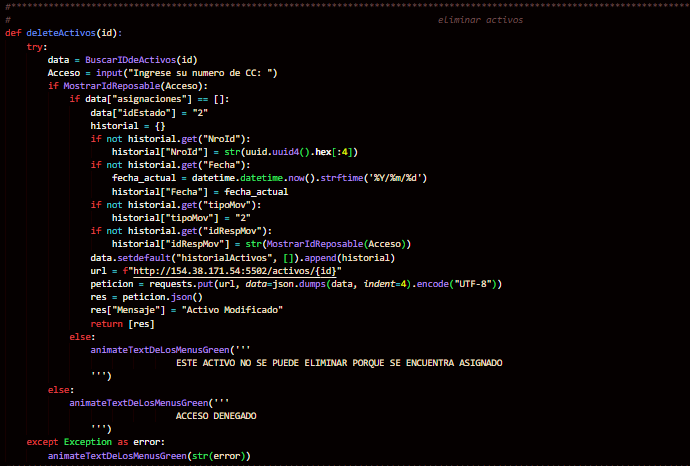 #****************************************************************************************************************************
#                                                                                eliminar activos
def deleteActivos(id):
    try:
        data = BuscarIDdeActivos(id)
        Acceso = input("Ingrese su numero de CC: ")
        if MostrarIdReposable(Acceso):
            if data["asignaciones"] == []:
                data["idEstado"] = "2"
                historial = {}
                if not historial.get("NroId"):
                    historial["NroId"] = str(uuid.uuid4().hex[:4])
                if not historial.get("Fecha"):
                    fecha_actual = datetime.datetime.now().strftime('%Y/%m/%d')
                    historial["Fecha"] = fecha_actual
                if not historial.get("tipoMov"):
                    historial["tipoMov"] = "2"
                if not historial.get("idRespMov"):
                    historial["idRespMov"] = str(MostrarIdReposable(Acceso))
                data.setdefault("historialActivos", []).append(historial)
                url = f"http://154.38.171.54:5502/activos/{id}"
                peticion = requests.put(url, data=json.dumps(data, indent=4).encode("UTF-8"))
                res = peticion.json()
                res["Mensaje"] = "Activo Modificado"
                return [res]
            else:
                animateTextDeLosMenusGreen('''
                                ESTE ACTIVO NO SE PUEDE ELIMINAR PORQUE SE ENCUENTRA ASIGNADO
                ''')
        else:
            animateTextDeLosMenusGreen('''
                                ACCESO DENEGADO
                ''')
    except Exception as error:
        animateTextDeLosMenusGreen(str(error))